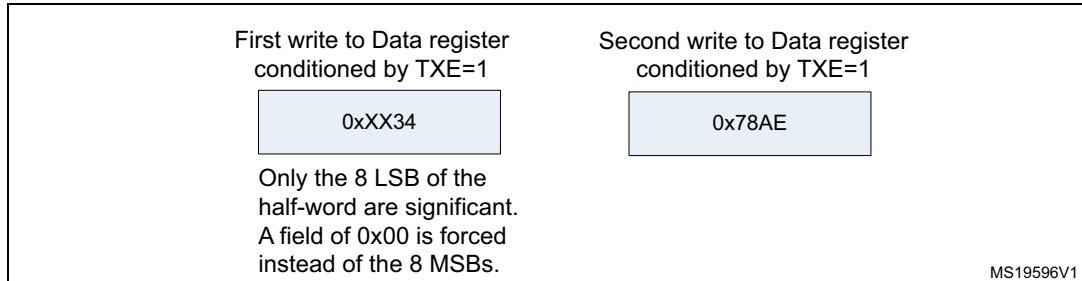 First write to Data register
conditioned by TXE=1
0xXX34
Only the 8 LSB of the
half-word are significant.
A field of 0x00 is forced
instead of the 8 MSBs.
Second write to Data register
conditioned by TXE=1
0x78AE
MS19596V1